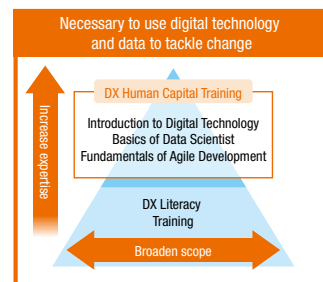 Necessary to use digital technology
and data to tackle change
DX Human Capital Training
Introduction to Digital Technology
Basics of Data Scientist
Fundamentals of Agile Development
Increase expertise
DX Literacy
Training
Broaden scope